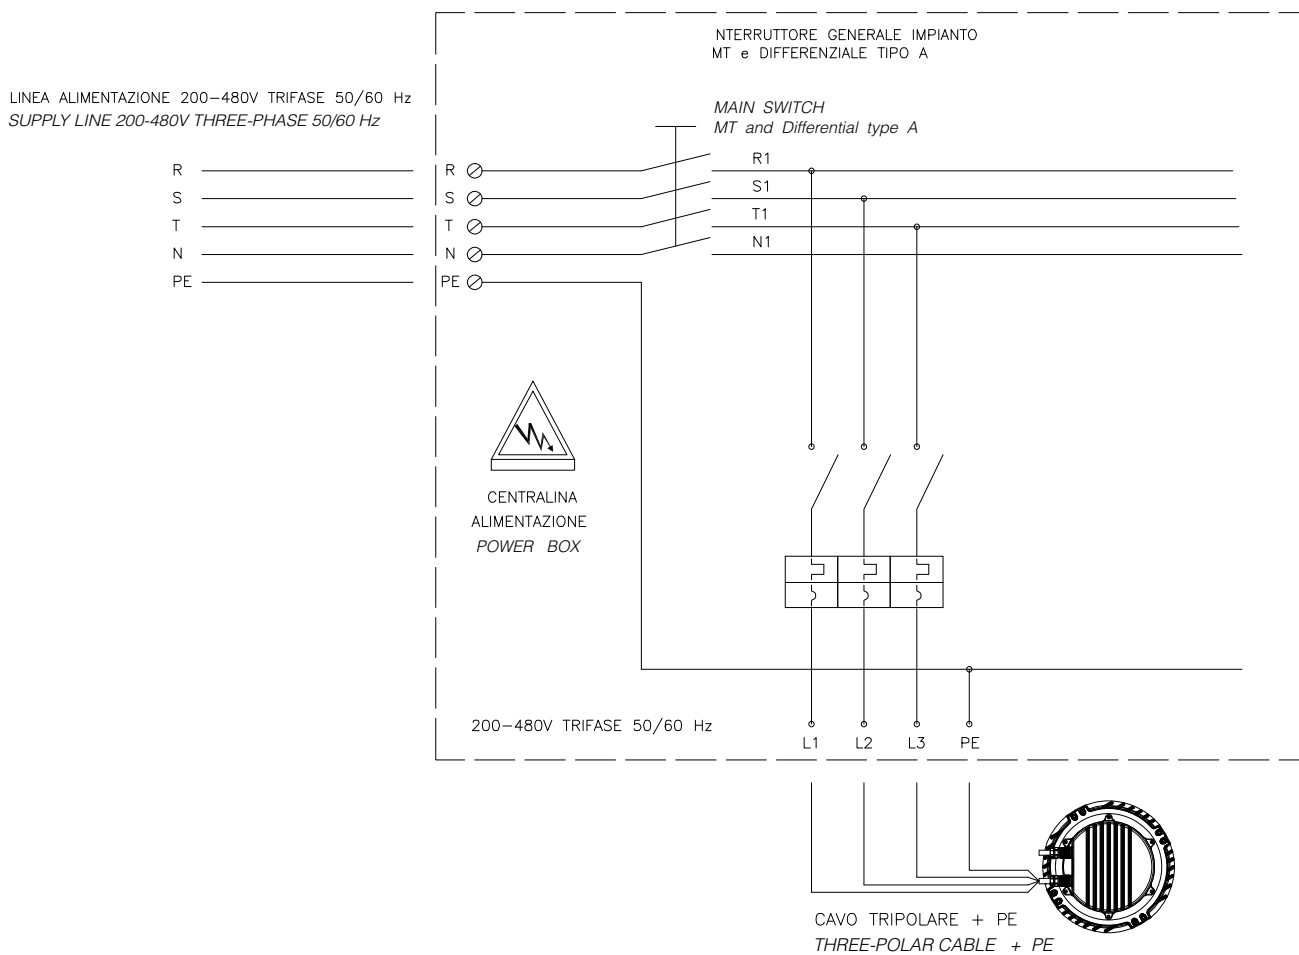 NTERRUTTORE GENERALE IMPIANTO
MT e DIFFERENZIALE TIPO A
LINEA ALIMENTAZIONE 200-480V TRIFASE 50/60 Hz
SUPPLY LINE 200-480V THREE-PHASE 50/60 Hz
MAIN SWITCH
MT and Differential type A
R R R1
S S S1
T T T1
N N N1
PE PE
CENTRALINA
ALIMENTAZIONE
POWER BOX
200-480V TRIFASE 50/60 Hz
L1 L2 L3 PE
CAVO TRIPOLARE + PE
THREE-POLAR CABLE + PE